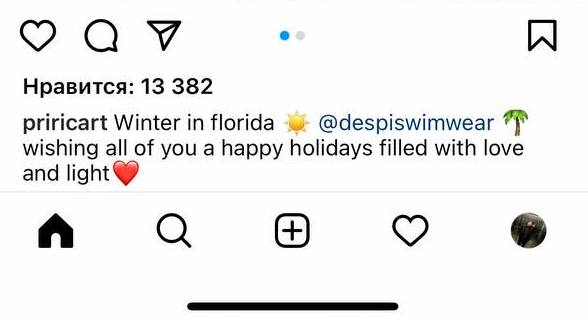 Нравится: 13 382
priricart Winter in florida ☀️ @despiswimwear 🌴
wishing all of you a happy holidays filled with love
and light❤️